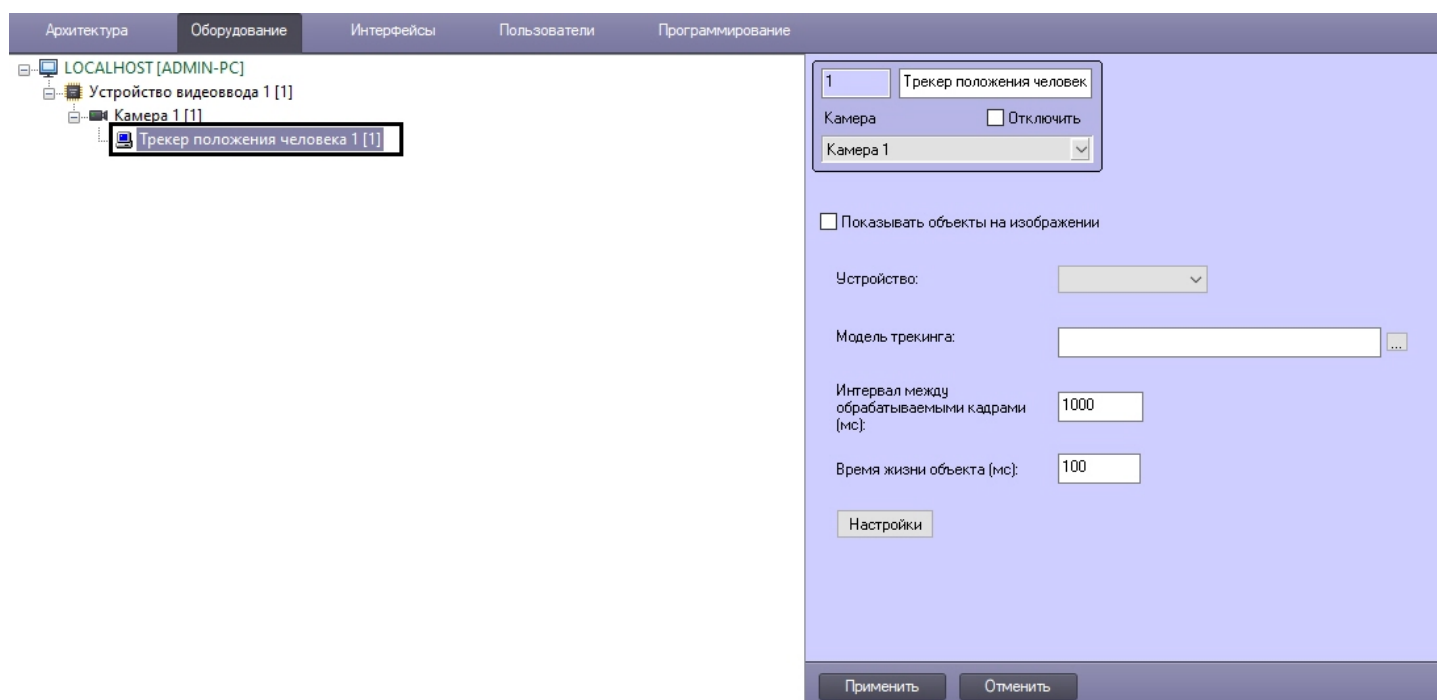 Архитектура Оборудование Интерфейсы Пользователи Программирование
LOCALHOST [ADMIN-PC]
Устройство видеоввода 1 [1]
Камера 1 [1]
Трекер положения человека 1 [1]
1 Трекер положения человек
Камера Отключить
Камера 1
Показывать объекты на изображении
Устройство:
Модель трекинга:
...
Интервал между
обрабатываемыми кадрами
(мс):
1000
Время жизни объекта (мс): 100
Настройки
Применить Отменить